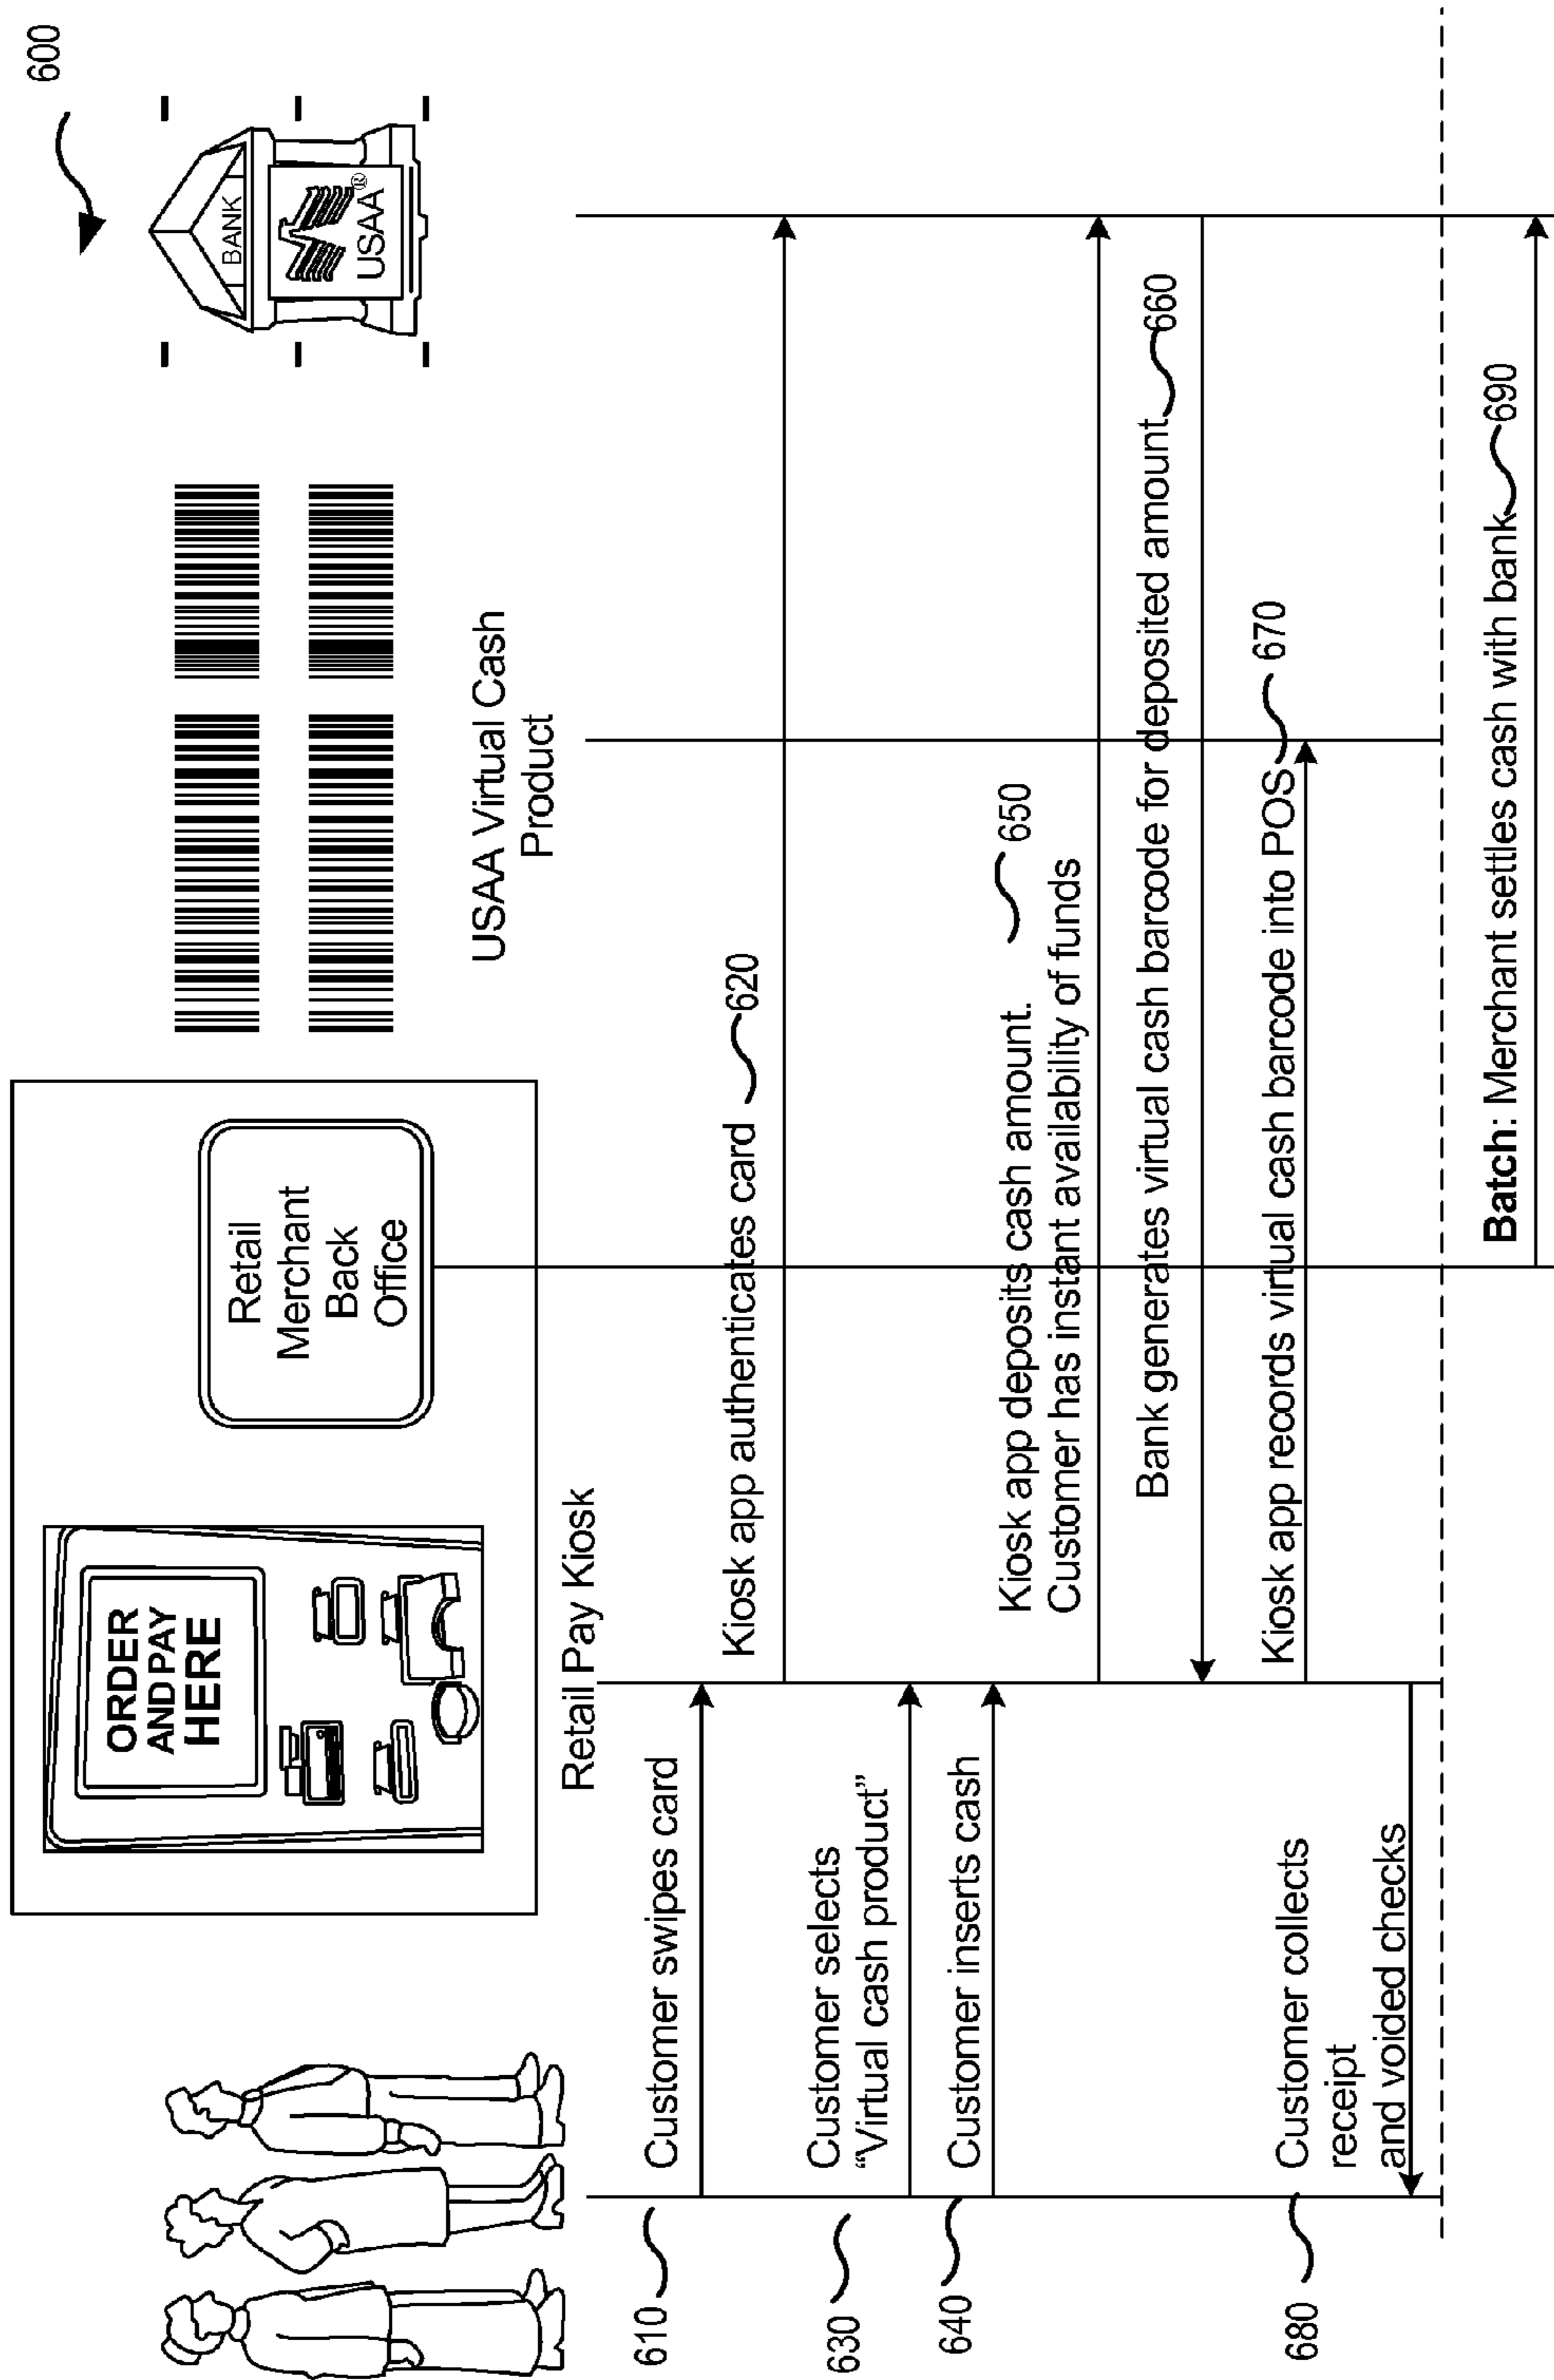 600
ORDER
AND PAY
HERE
Retail
Merchant
Back
Office
BANK
USAA®
Retail Pay Kiosk
USAA Virtual Cash
Product
610
Customer swipes card
Kiosk app authenticates card
620
630
Customer selects
“Virtual cash product”
640
Customer inserts cash
Kiosk app deposits cash amount.
650
Customer has instant availability of funds
Bank generates virtual cash barcode for deposited amount
660
Kiosk app records virtual cash barcode into POS
670
680
Customer collects
receipt
and voided checks
Batch: Merchant settles cash with bank
690